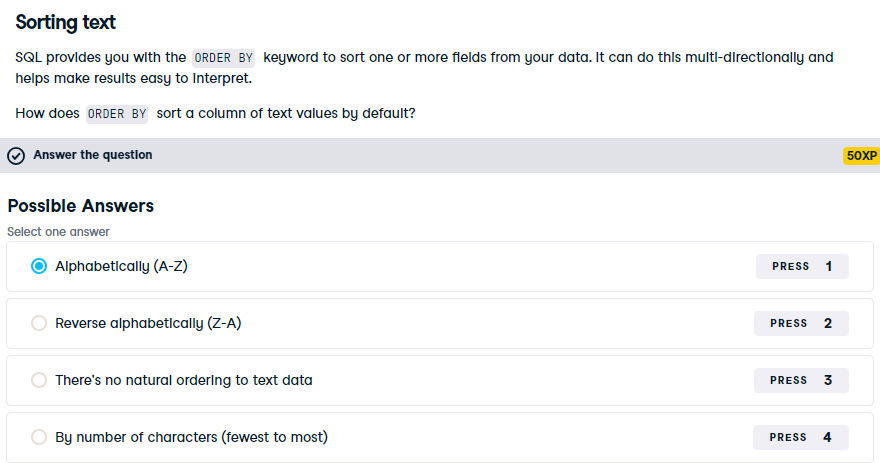 Sorting text
SQL provides you with the ORDER BY keyword to sort one or more fields from your data. It can do this multi-directionally and
helps make results easy to interpret.
How does ORDER BY sort a column of text values by default?
Answer the question 50XP
Possible Answers
Select one answer
Alphabetically (A-Z) PRESS 1
Reverse alphabetically (Z-A) PRESS 2
There's no natural ordering to text data PRESS 3
By number of characters (fewest to most) PRESS 4